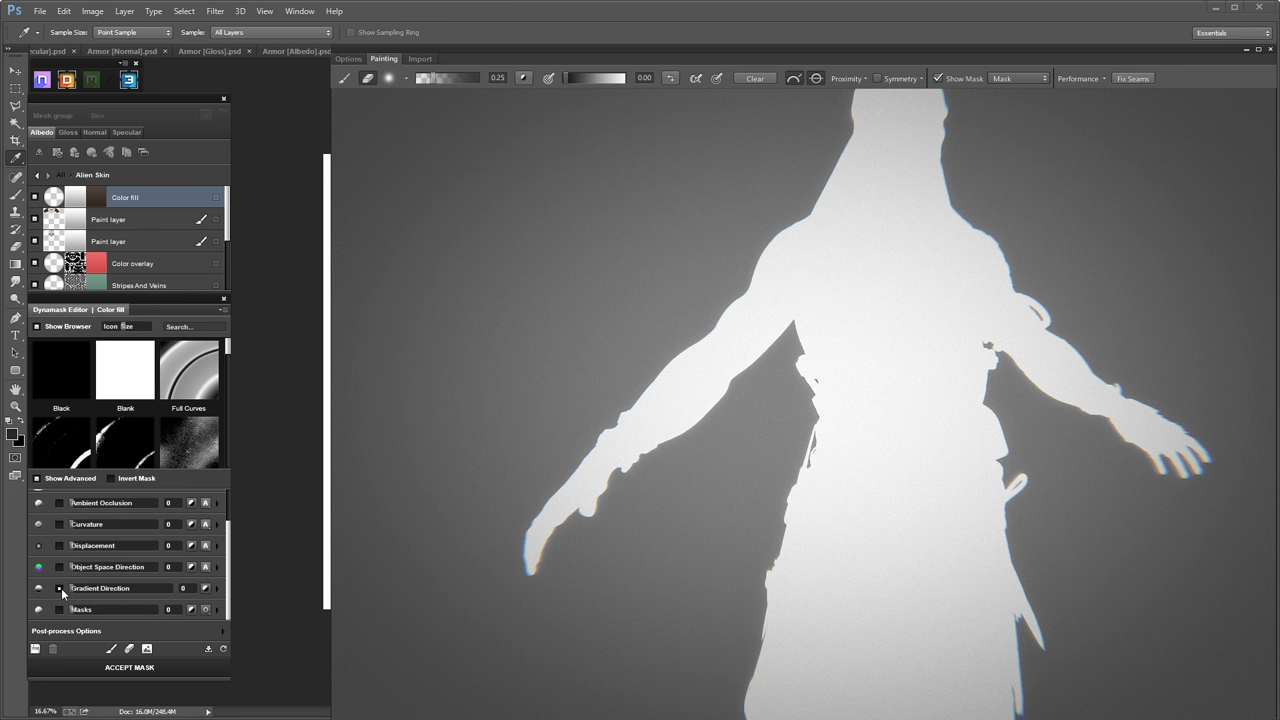 Ps File Edit Image Layer Type Select Filter 3D View Window Help
Sample Size: Point Sample Sample: All Layers Show Sampling Ring Essentials
cular].psd × Armor [Normal].psd × Armor [Gloss].psd × Armor [Albedo].psd
Options Painting Import
0.25 0.00 Clear Proximity Symmetry Show Mask Mask Performance Fix Seams
Mesh group: Skin
Albedo Gloss Normal Specular
All Alien Skin
Color fill
Paint layer
Paint layer
Color overlay
Stripes And Veins
Dynamask Editor | Color fill
Show Browser Icon Size Search...
Black Blank Full Curves
Show Advanced Invert Mask
Ambient Occlusion 0 A
Curvature 0 A
Displacement 0 A
Object Space Direction 0 A
Gradient Direction 0
Masks 0
Post-process Options
ACCEPT MASK
16.67% Doc: 16.0M/248.4M